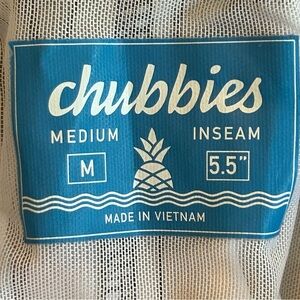 chubbies
MEDIUM INSEAM
M 5.5"
MADE IN VIETNAM